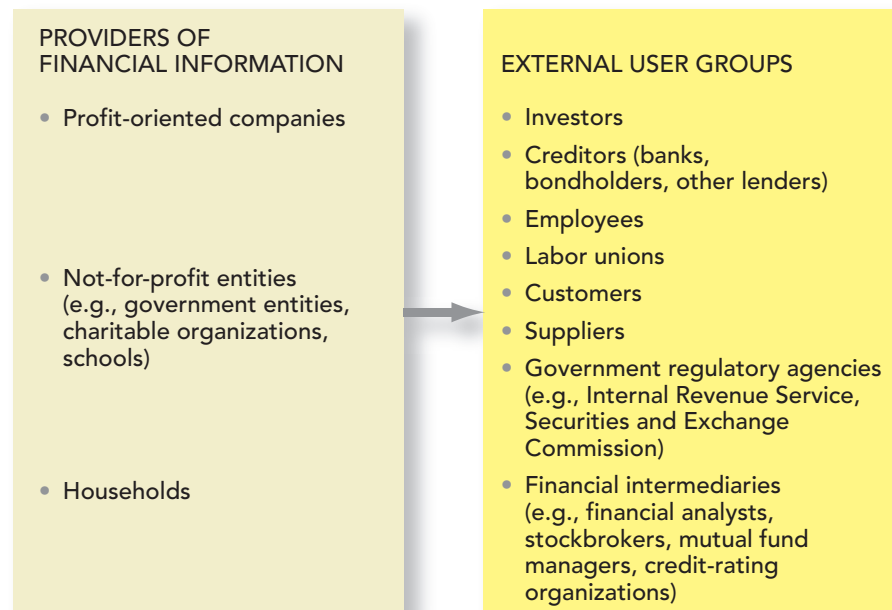 PROVIDERS OF
FINANCIAL INFORMATION
• Profit-oriented companies
• Not-for-profit entities
(e.g., government entities,
charitable organizations,
schools)
• Households
EXTERNAL USER GROUPS
• Investors
• Creditors (banks,
bondholders, other lenders)
• Employees
• Labor unions
• Customers
• Suppliers
• Government regulatory agencies
(e.g., Internal Revenue Service,
Securities and Exchange
Commission)
• Financial intermediaries
(e.g., financial analysts,
stockbrokers, mutual fund
managers, credit-rating
organizations)